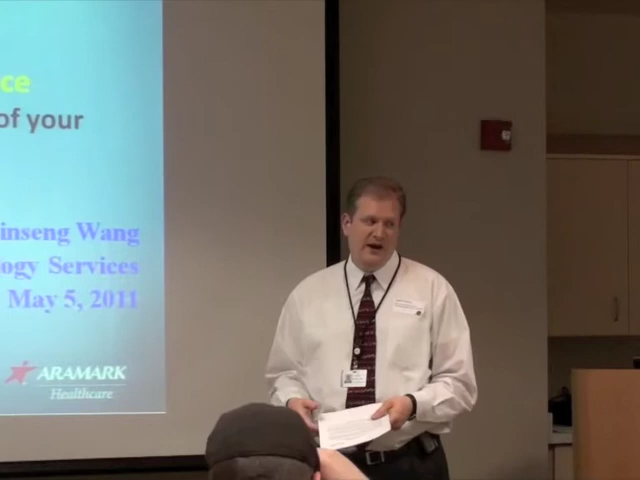 ce
of your
inseng Wang
ogy Services
May 5, 2011
ARAMARK
Healthcare